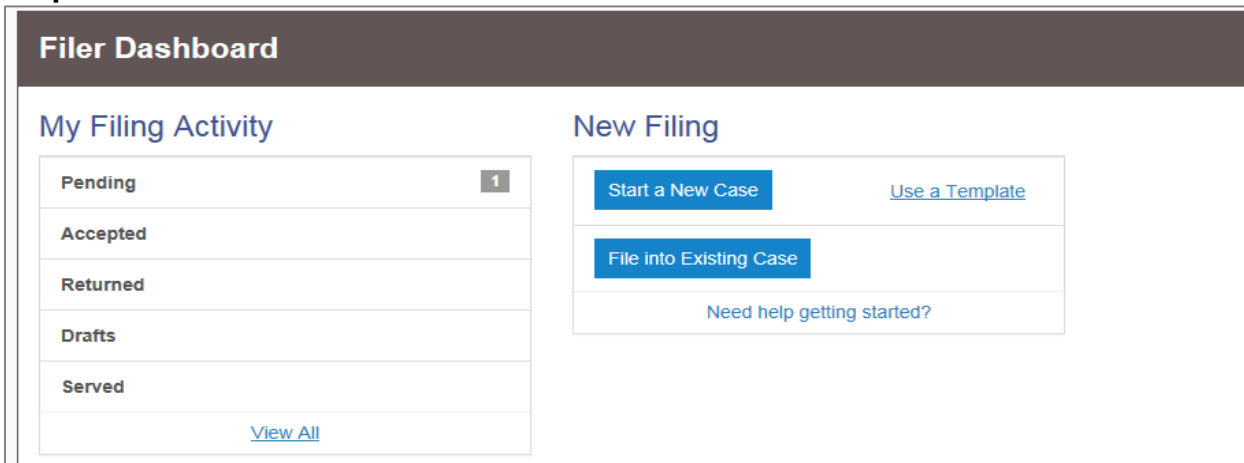 Filer Dashboard
My Filing Activity
Pending 1
Accepted
Returned
Drafts
Served
View All
New Filing
Start a New Case Use a Template
File into Existing Case
Need help getting started?